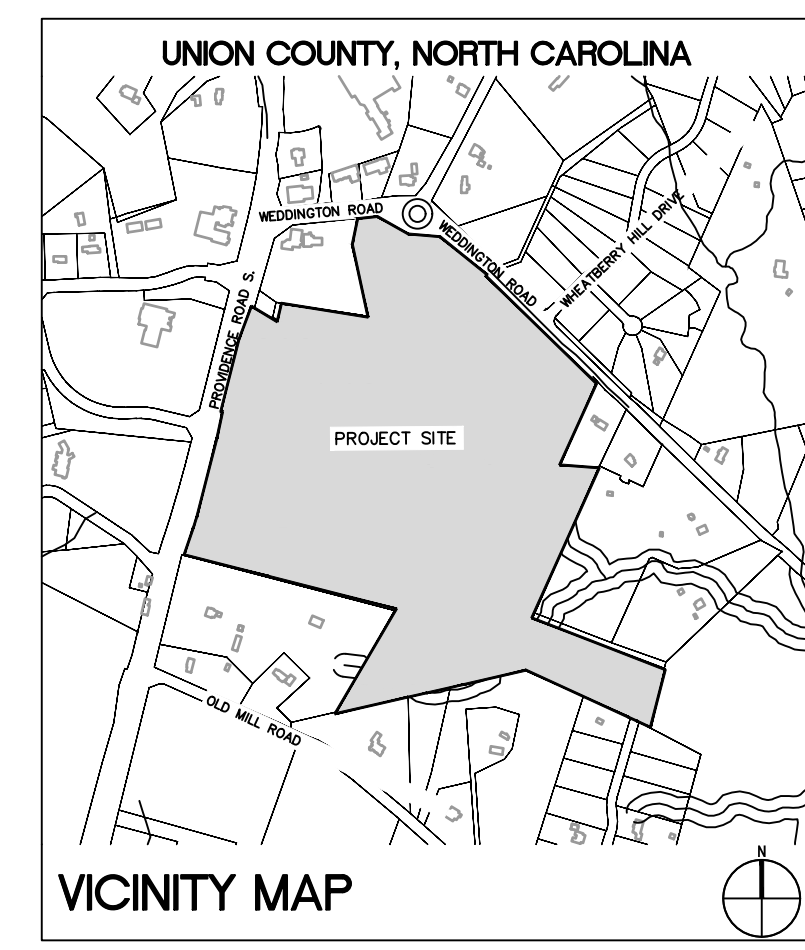 UNION COUNTY, NORTH CAROLINA
WEDDINGTON ROAD
WEDDINGTON ROAD
WHEATBERRY HILL DRIVE
PROVIDENCE ROAD S.
PROJECT SITE
OLD MILL ROAD
N
VICINITY MAP